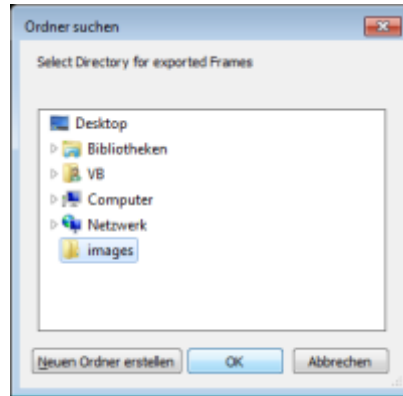 Ordner suchen
Select Directory for exported Frames
Desktop
Bibliotheken
VB
Computer
Netzwerk
images
Neuen Ordner erstellen OK Abbrechen